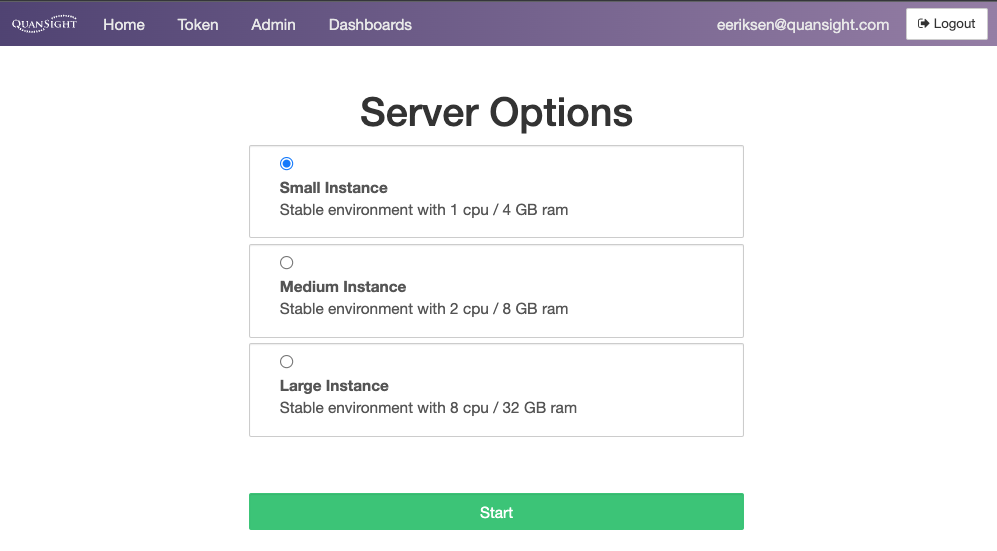 QUANSIGHT Home Token Admin Dashboards eeriksen@quansight.com Logout
Server Options
Small Instance
Stable environment with 1 cpu / 4 GB ram
Medium Instance
Stable environment with 2 cpu / 8 GB ram
Large Instance
Stable environment with 8 cpu / 32 GB ram
Start